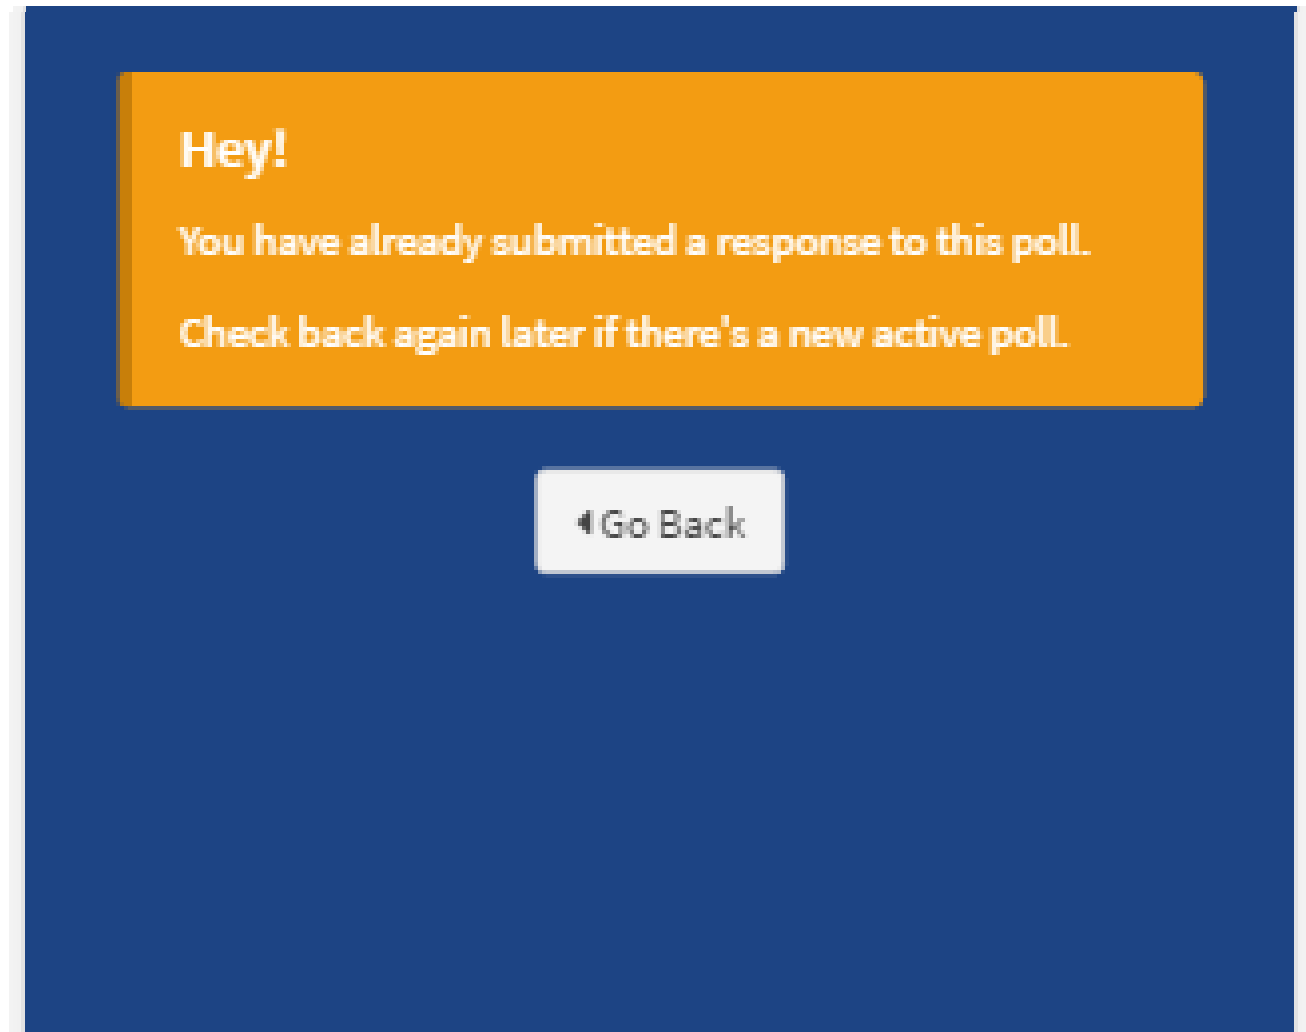 Hey!
You have already submitted a response to this poll.
Check back again later if there's a new active poll.
Go Back